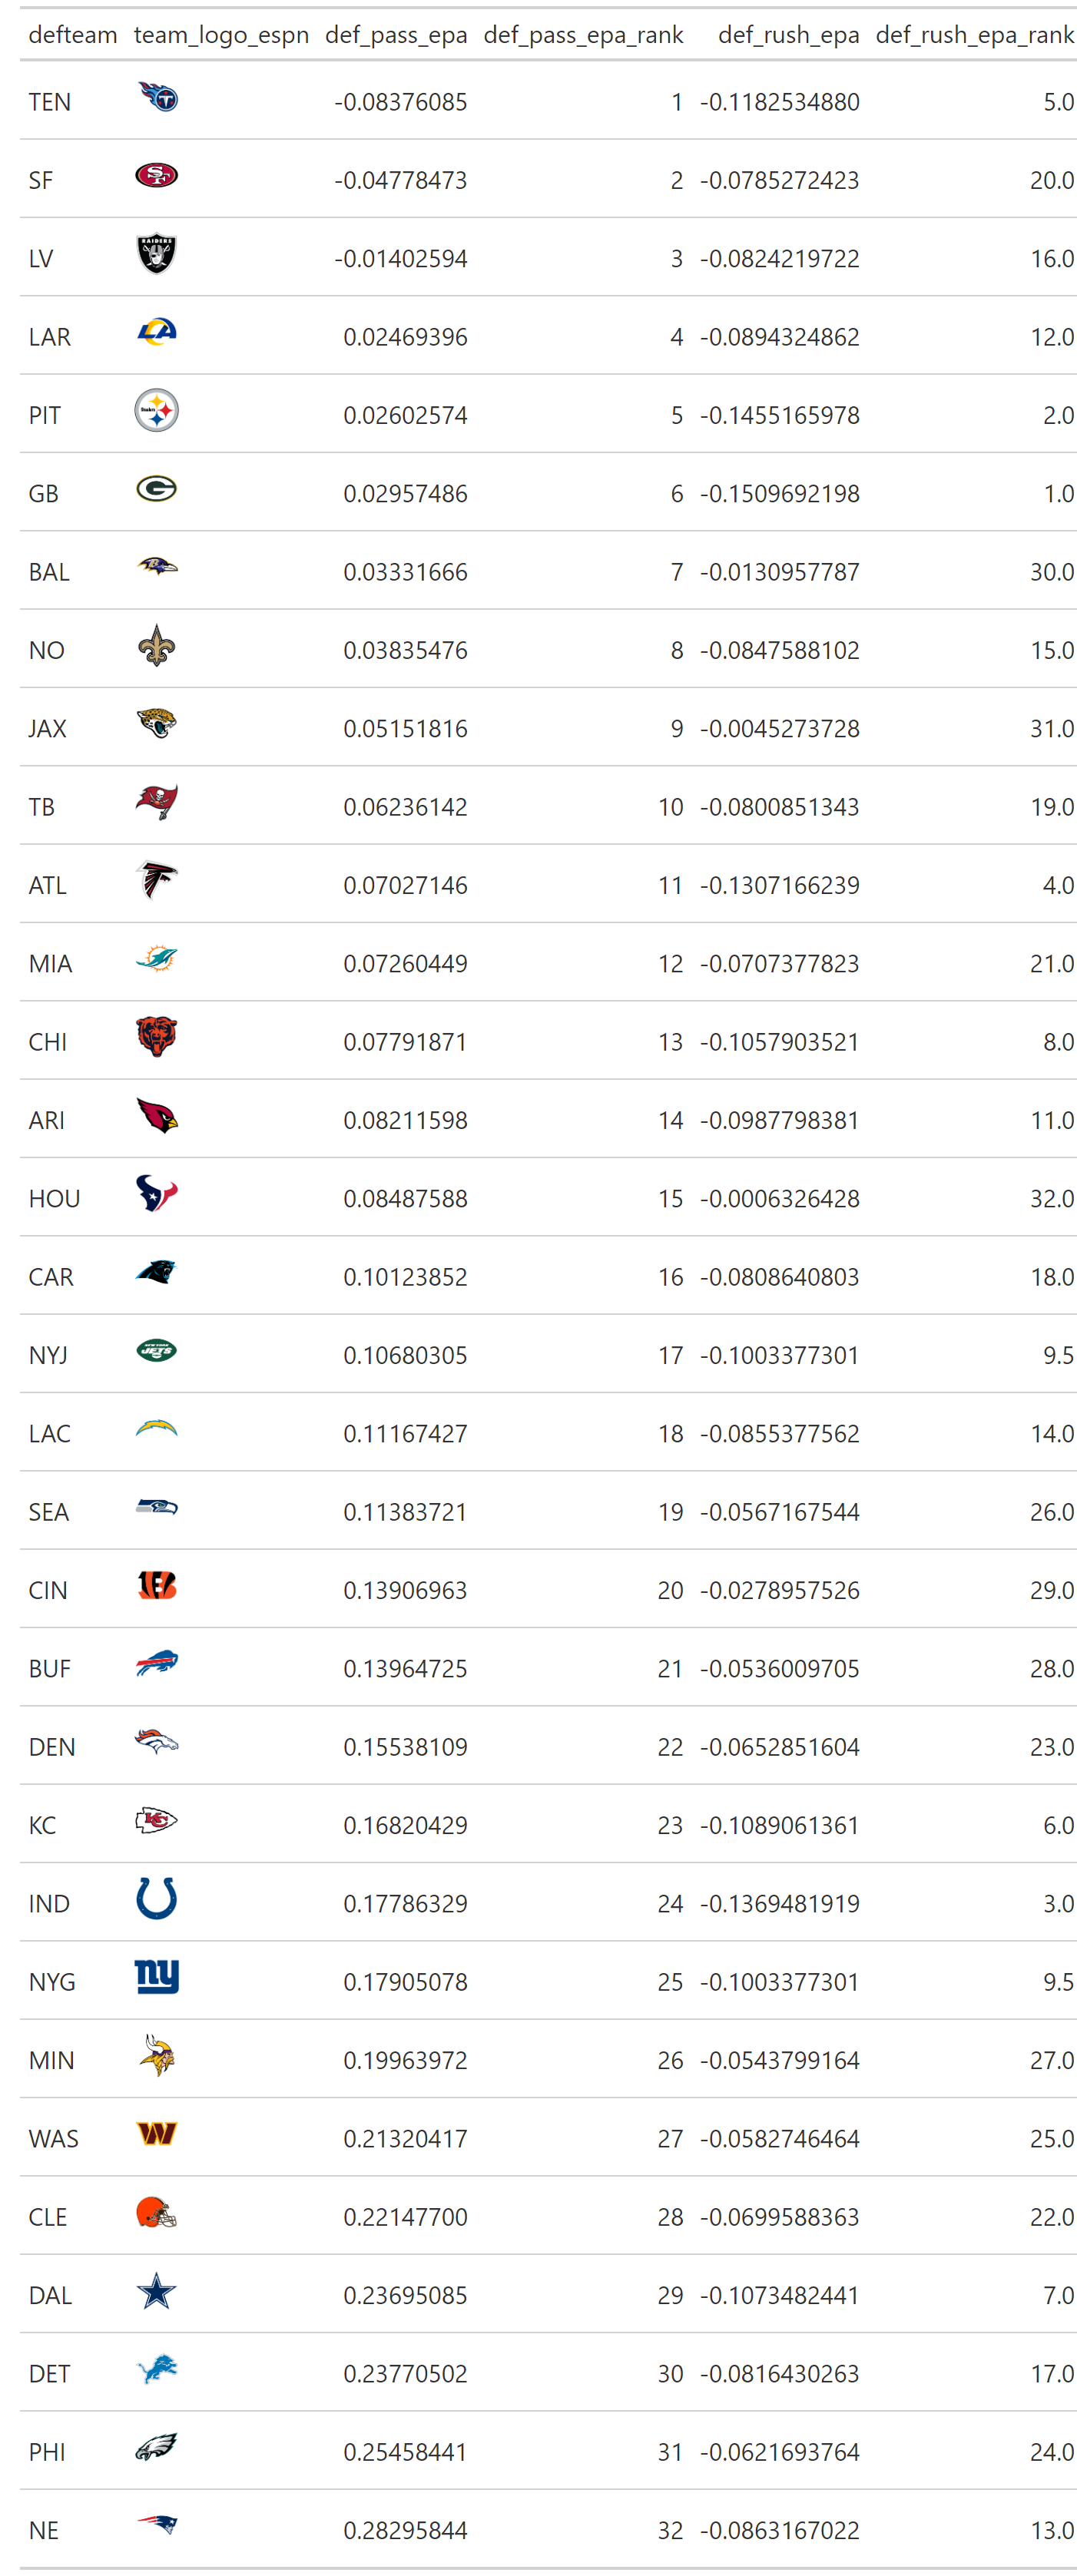 defteam team_logo_espn def_pass_epa def_pass_epa_rank def_rush_epa def_rush_epa_rank
TEN -0.08376085 1 -0.1182534880 5.0
SF -0.04778473 2 -0.0785272423 20.0
LV RAIDERS -0.01402594 3 -0.0824219722 16.0
LAR LA 0.02469396 4 -0.0894324862 12.0
PIT 0.02602574 5 -0.1455165978 2.0
GB G 0.02957486 6 -0.1509692198 1.0
BAL B 0.03331666 7 -0.0130957787 30.0
NO 0.03835476 8 -0.0847588102 15.0
JAX 0.05151816 9 -0.0045273728 31.0
TB 0.06236142 10 -0.0800851343 19.0
ATL 0.07027146 11 -0.1307166239 4.0
MIA 0.07260449 12 -0.0707377823 21.0
CHI 0.07791871 13 -0.1057903521 8.0
ARI 0.08211598 14 -0.0987798381 11.0
HOU 0.08487588 15 -0.0006326428 32.0
CAR 0.10123852 16 -0.0808640803 18.0
NYJ JETS 0.10680305 17 -0.1003377301 9.5
LAC 0.11167427 18 -0.0855377562 14.0
SEA 0.11383721 19 -0.0567167544 26.0
CIN B 0.13906963 20 -0.0278957526 29.0
BUF 0.13964725 21 -0.0536009705 28.0
DEN 0.15538109 22 -0.0652851604 23.0
KC KC 0.16820429 23 -0.1089061361 6.0
IND 0.17786329 24 -0.1369481919 3.0
NYG ny 0.17905078 25 -0.1003377301 9.5
MIN 0.19963972 26 -0.0543799164 27.0
WAS W 0.21320417 27 -0.0582746464 25.0
CLE 0.22147700 28 -0.0699588363 22.0
DAL 0.23695085 29 -0.1073482441 7.0
DET 0.23770502 30 -0.0816430263 17.0
PHI 0.25458441 31 -0.0621693764 24.0
NE 0.28295844 32 -0.0863167022 13.0